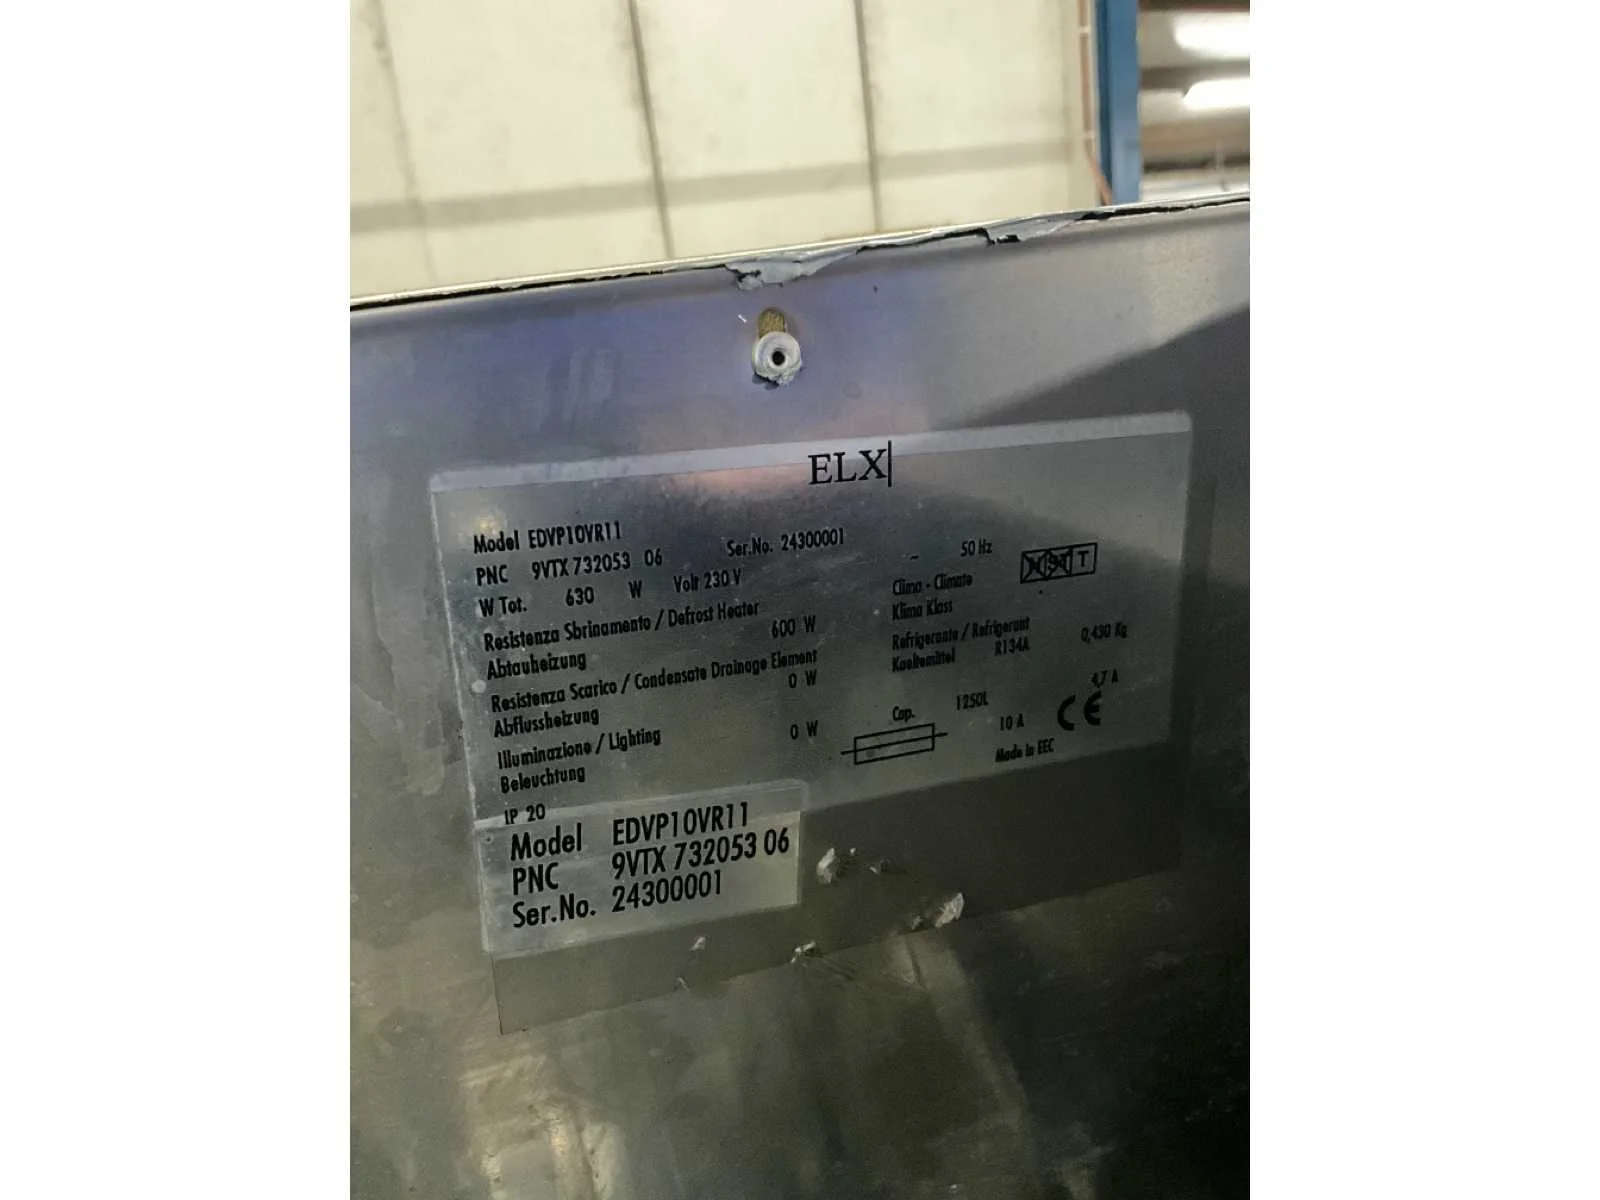 ELX
Model EDVP10VR11
PNC 9VTX 732053 06 Ser.No. 24300001
W Tot. 630 W Volt 230 V ~ 50 Hz
Resistenza Sbrinamento / Defrost Heater
Abtauheizung 600 W
Resistenza Scarico / Condensate Drainage Element
Abflussheizung 0 W
Illuminazione / Lighting
Beleuchtung 0 W
IP 20
Clima - Climate
Klima Klass T
Refrigerante / Refrigerant
Kaeltemittel R134A 0,430 Kg
4,7 A
Cap. 1250L
10 A CE
Made in EEC
Model EDVP10VR11
PNC 9VTX 732053 06
Ser.No. 24300001